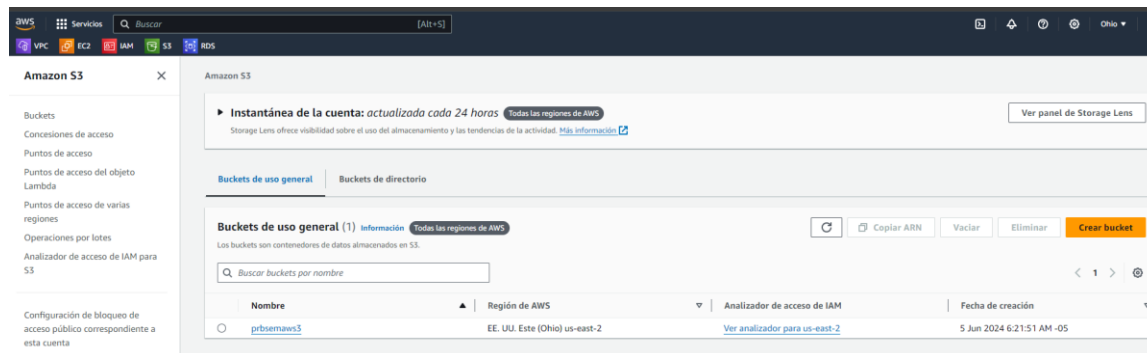 aws
Servicios
Buscar
[Alt+S]
Ohio
VPC EC2 IAM S3 RDS
Amazon S3
Buckets
Concesiones de acceso
Puntos de acceso
Puntos de acceso del objeto
Lambda
Puntos de acceso de varias
regiones
Operaciones por lotes
Analizador de acceso de IAM para
S3
Configuración de bloqueo de
acceso público correspondiente a
esta cuenta
Amazon S3
Instantánea de la cuenta: actualizada cada 24 horas Todas las regiones de AWS
Storage Lens ofrece visibilidad sobre el uso del almacenamiento y las tendencias de la actividad. Más información
Ver panel de Storage Lens
Buckets de uso general
Buckets de directorio
Buckets de uso general (1) Información Todas las regiones de AWS
Los buckets son contenedores de datos almacenados en S3.
Copiar ARN
Vaciar
Eliminar
Crear bucket
Buscar buckets por nombre
1
Nombre Región de AWS Analizador de acceso de IAM Fecha de creación
prbsemaws3 EE. UU. Este (Ohio) us-east-2 Ver analizador para us-east-2 5 Jun 2024 6:21:51 AM -05